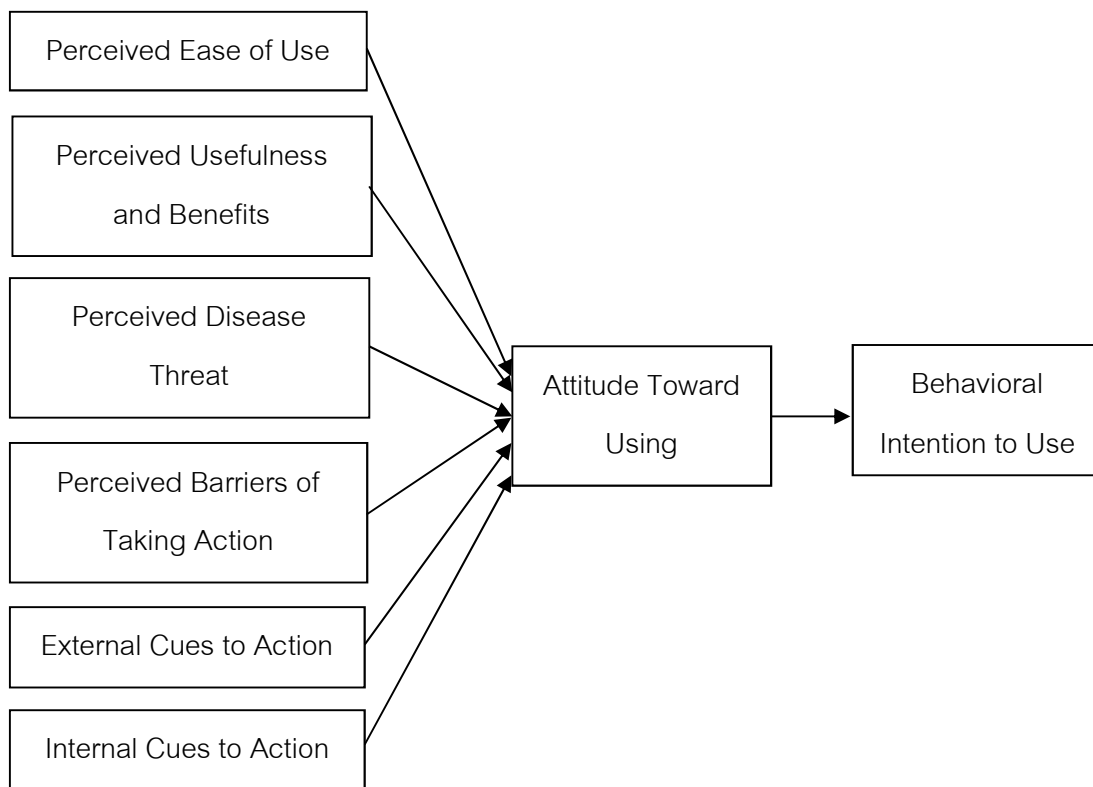 Perceived Ease of Use
Perceived Usefulness
and Benefits
Perceived Disease
Threat
Perceived Barriers of
Taking Action
External Cues to Action
Internal Cues to Action
Attitude Toward
Using
Behavioral
Intention to Use